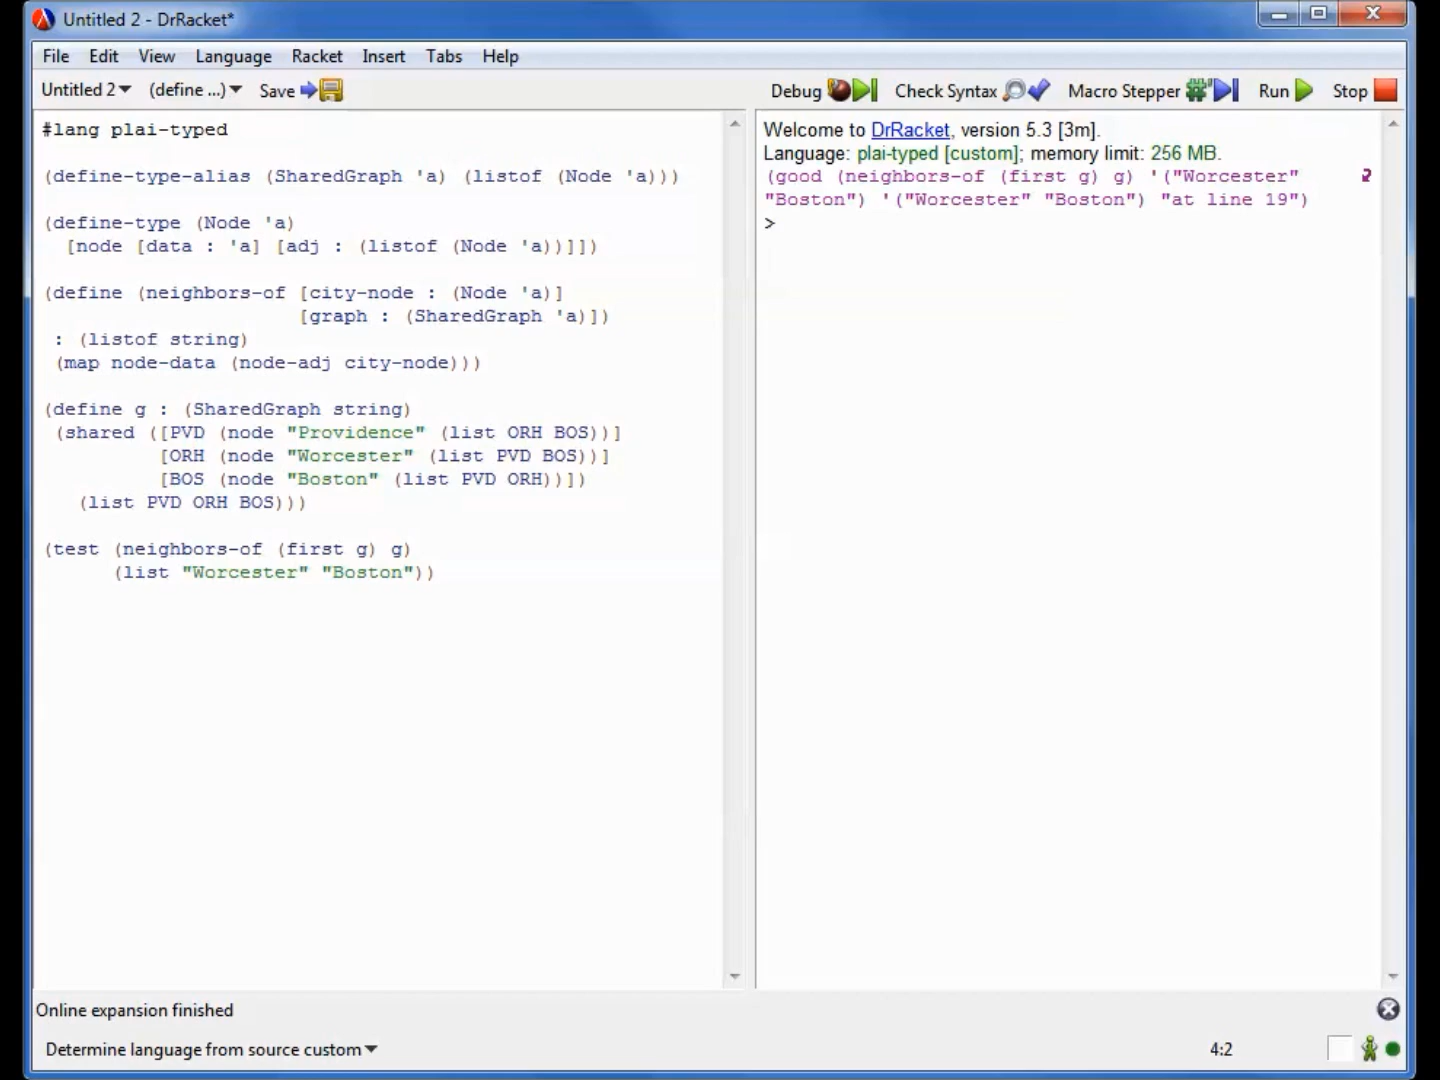 Untitled 2 - DrRacket*
File Edit View Language Racket Insert Tabs Help
Untitled 2 (define ...) Save Debug Check Syntax Macro Stepper Run Stop
#lang plai-typed
(define-type-alias (SharedGraph 'a) (listof (Node 'a)))
(define-type (Node 'a)
[node [data : 'a] [adj : (listof (Node 'a))]])
(define (neighbors-of [city-node : (Node 'a)]
[graph : (SharedGraph 'a)])
: (listof string)
(map node-data (node-adj city-node)))
(define g : (SharedGraph string)
(shared ([PVD (node "Providence" (list ORH BOS))]
[ORH (node "Worcester" (list PVD BOS))]
[BOS (node "Boston" (list PVD ORH))])
(list PVD ORH BOS)))
(test (neighbors-of (first g) g)
(list "Worcester" "Boston"))
Welcome to DrRacket, version 5.3 [3m].
Language: plai-typed [custom]; memory limit: 256 MB.
(good (neighbors-of (first g) g) '("Worcester"
"Boston") '("Worcester" "Boston") "at line 19")
>
Online expansion finished
Determine language from source custom 4:2